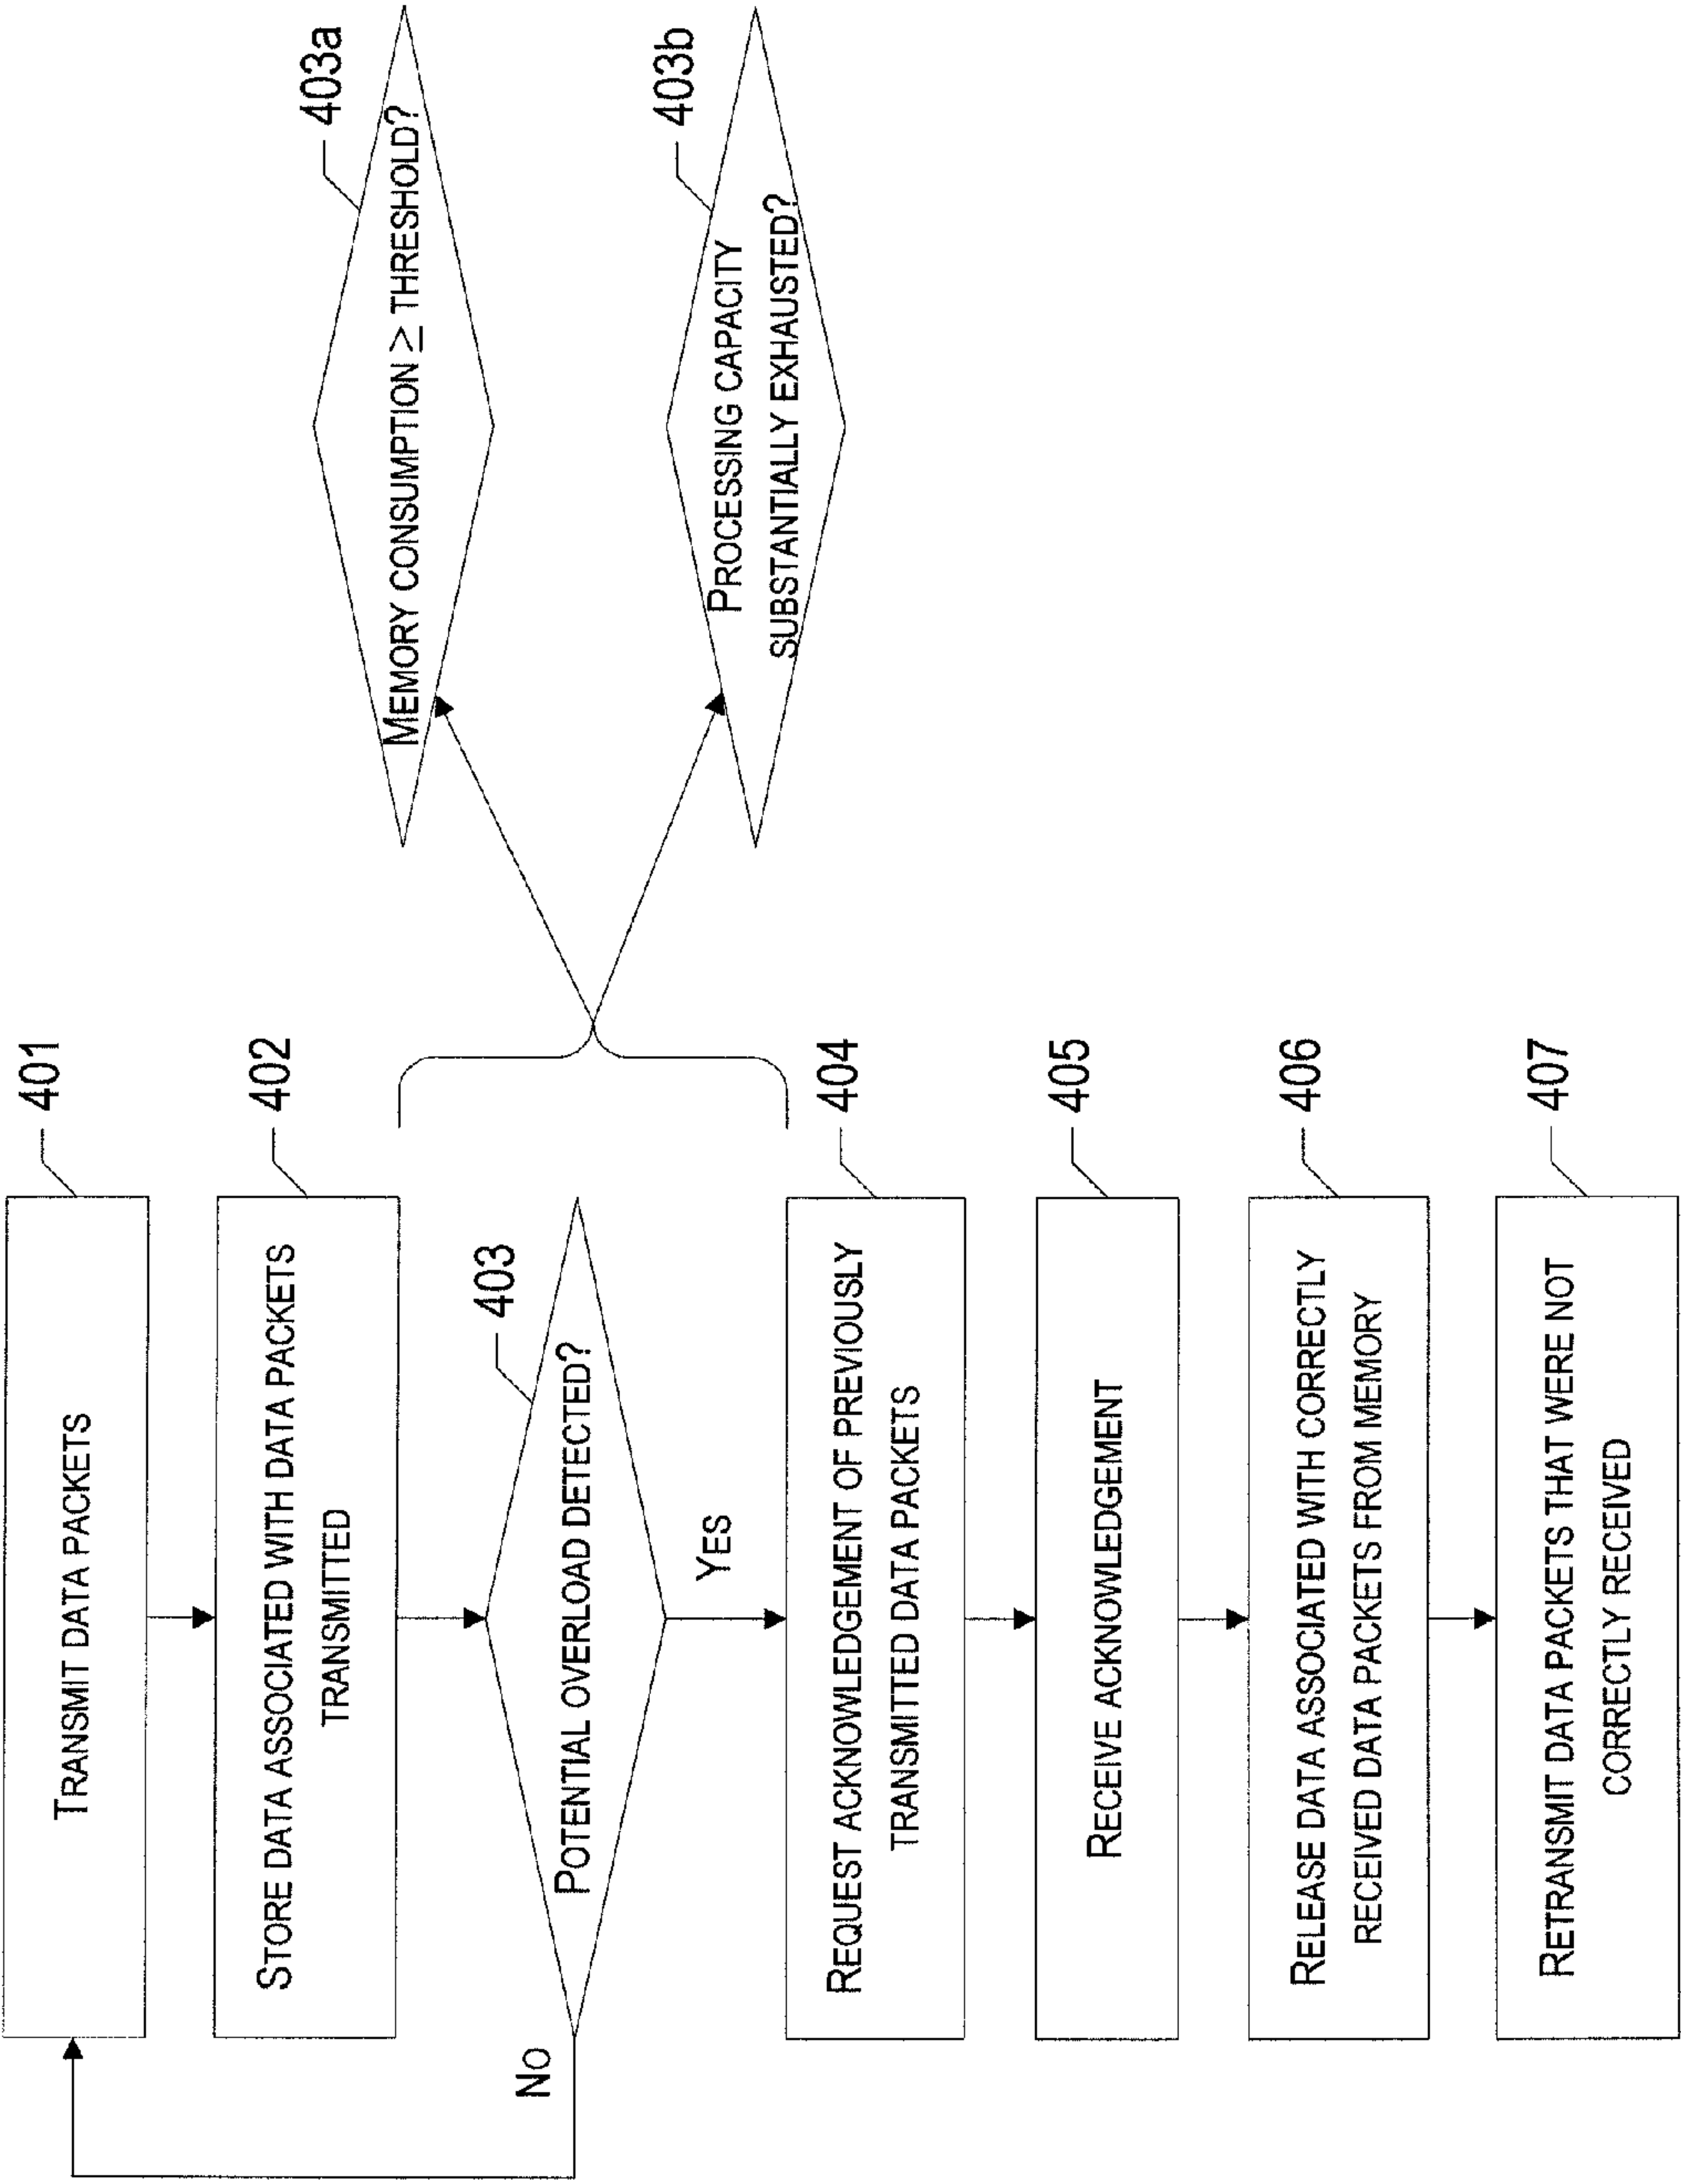 TRANSMIT DATA PACKETS
401
STORE DATA ASSOCIATED WITH DATA PACKETS
TRANSMITTED
402
POTENTIAL OVERLOAD DETECTED?
403
NO
YES
MEMORY CONSUMPTION ≥ THRESHOLD?
403a
PROCESSING CAPACITY
SUBSTANTIALLY EXHAUSTED?
403b
REQUEST ACKNOWLEDGEMENT OF PREVIOUSLY
TRANSMITTED DATA PACKETS
404
RECEIVE ACKNOWLEDGEMENT
405
RELEASE DATA ASSOCIATED WITH CORRECTLY
RECEIVED DATA PACKETS FROM MEMORY
406
RETRANSMIT DATA PACKETS THAT WERE NOT
CORRECTLY RECEIVED
407